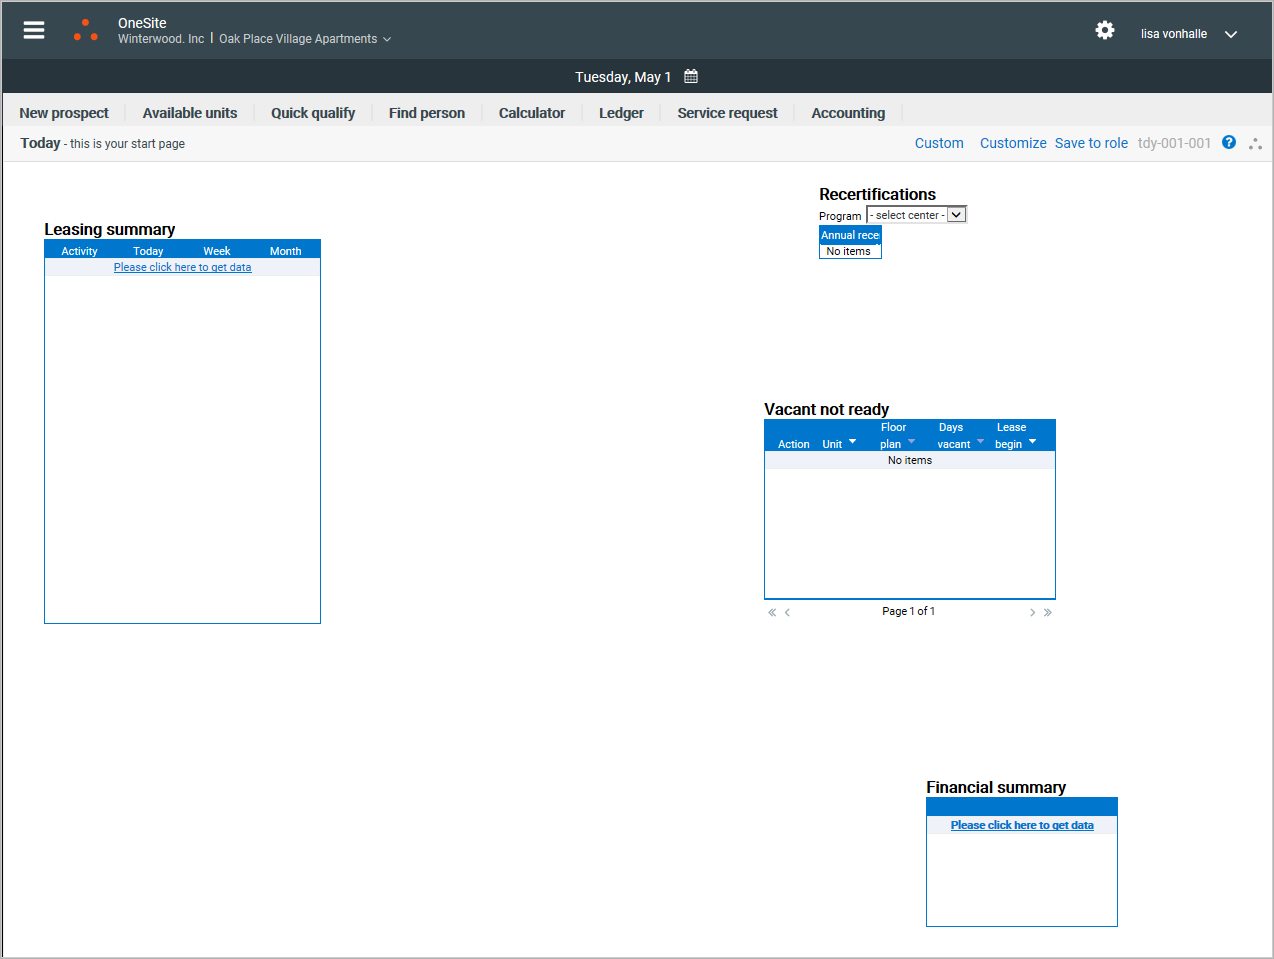 OneSite
Winterwood. Inc | Oak Place Village Apartments
lisa vonhalle
Tuesday, May 1
New prospect Available units Quick qualify Find person Calculator Ledger Service request Accounting
Today - this is your start page
Custom Customize Save to role tdy-001-001 ?
Recertifications
Program - select center -
Annual rece
No items
Leasing summary
Activity Today Week Month
Please click here to get data
Vacant not ready
Action Unit Floor plan Days vacant Lease begin
No items
« ‹ Page 1 of 1 › »
Financial summary
Please click here to get data